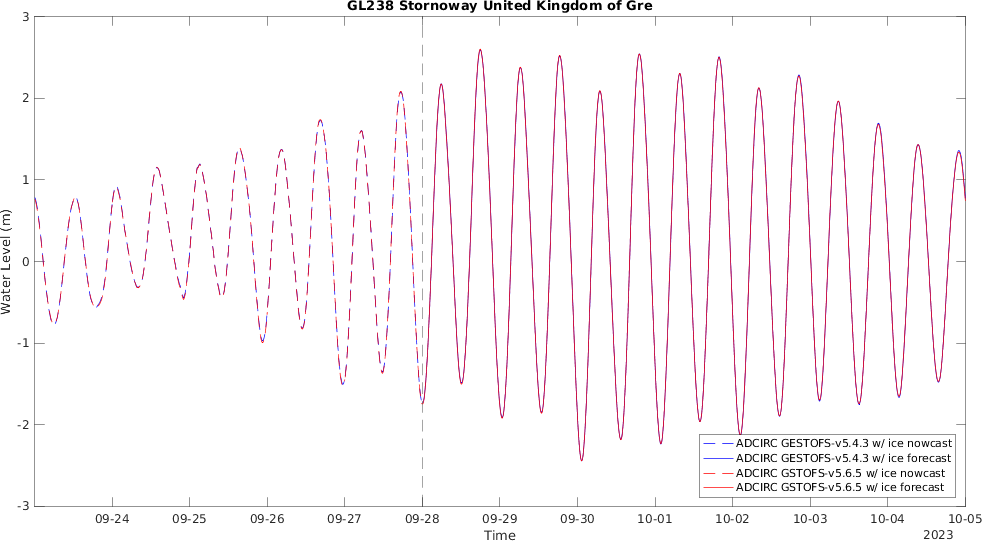 GL238 Stornoway United Kingdom of Gre
3
2
1
0
-1
-2
-3
Water Level (m)
ADCIRC GESTOFS-v5.4.3 w/ ice nowcast
ADCIRC GESTOFS-v5.4.3 w/ ice forecast
ADCIRC GSTOFS-v5.6.5 w/ ice nowcast
ADCIRC GSTOFS-v5.6.5 w/ ice forecast
09-24 09-25 09-26 09-27 09-28 09-29 09-30 10-01 10-02 10-03 10-04 10-05
Time
2023